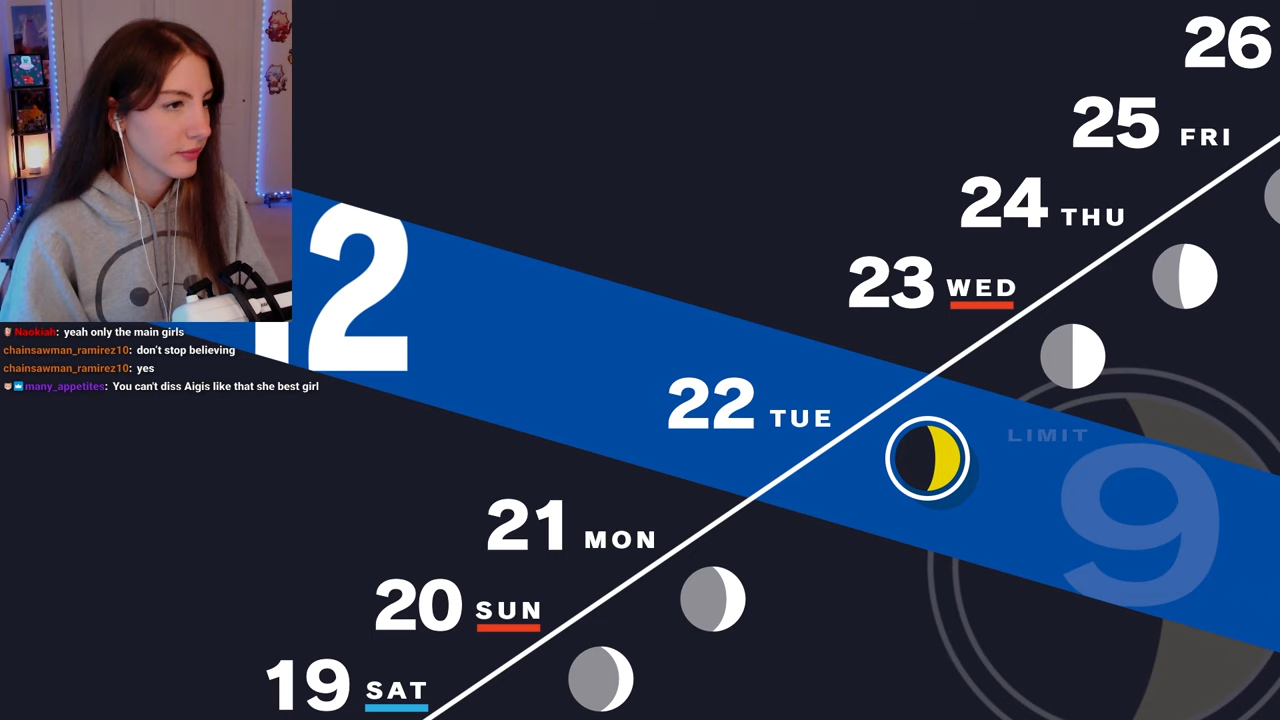 26
25 FRI
24 THU
23 WED
2
22 TUE
LIMIT
9
21 MON
20 SUN
19 SAT
Naokiah: yeah only the main girls
chainsawman_ramirez10: don't stop believing
chainsawman_ramirez10: yes
many_appetites: You can't diss Aigis like that she best girl